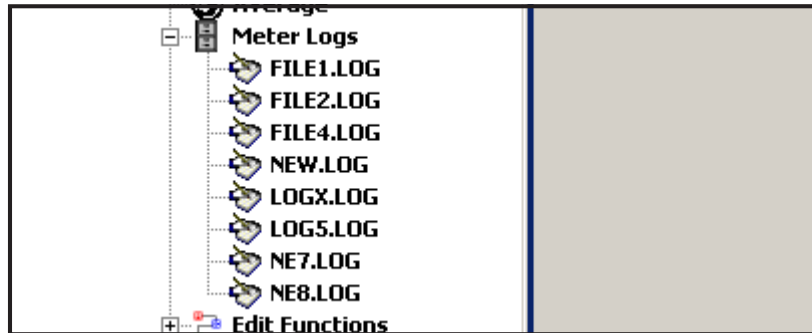 Average
Meter Logs
FILE1.LOG
FILE2.LOG
FILE4.LOG
NEW.LOG
LOGX.LOG
LOG5.LOG
NE7.LOG
NE8.LOG
Edit Functions